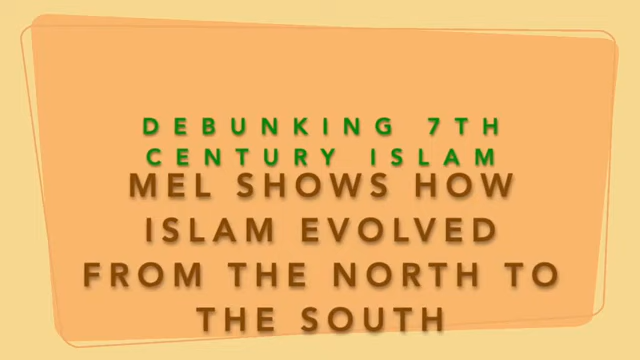 DEBUNKING 7TH
CENTURY ISLAM
MEL SHOWS HOW
ISLAM EVOLVED
FROM THE NORTH TO
THE SOUTH